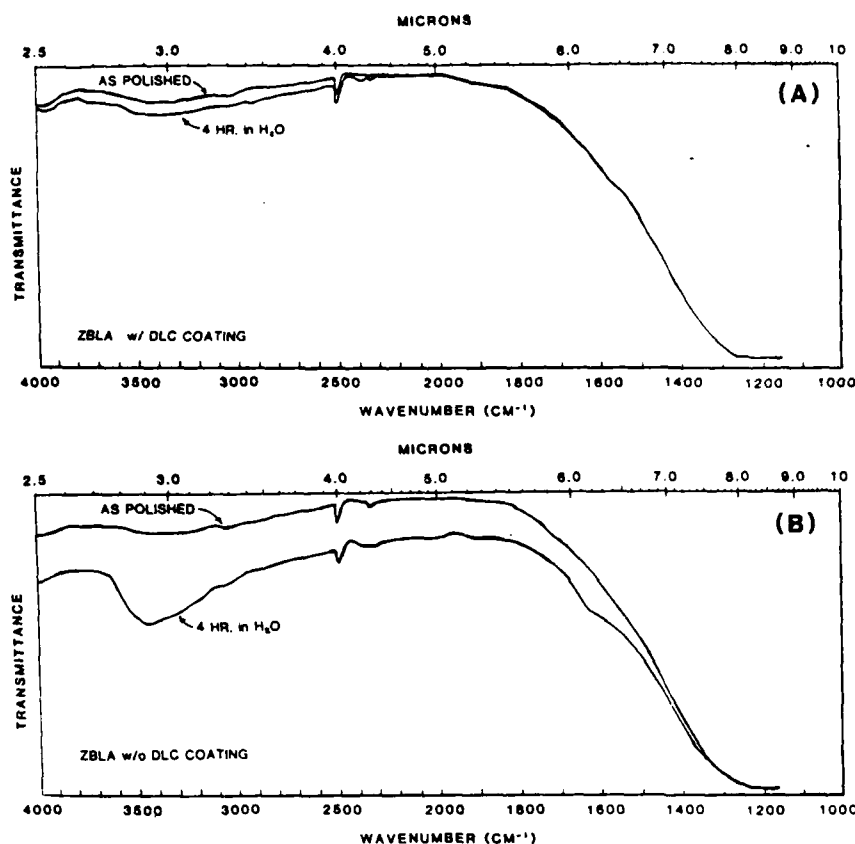 MICRONS
2.5 3.0 4.0 5.0 6.0 7.0 8.0 9.0 10
AS POLISHED
(A)
4 HR. in H₂O
TRANSMITTANCE
ZBLA w/ DLC COATING
4000 3500 3000 2500 2000 1800 1600 1400 1200 1000
WAVENUMBER (CM⁻¹)
MICRONS
2.5 3.0 4.0 5.0 6.0 7.0 8.0 9.0 10
AS POLISHED
(B)
4 HR. in H₂O
TRANSMITTANCE
ZBLA w/o DLC COATING
4000 3500 3000 2500 2000 1800 1600 1400 1200 1000
WAVENUMBER (CM⁻¹)